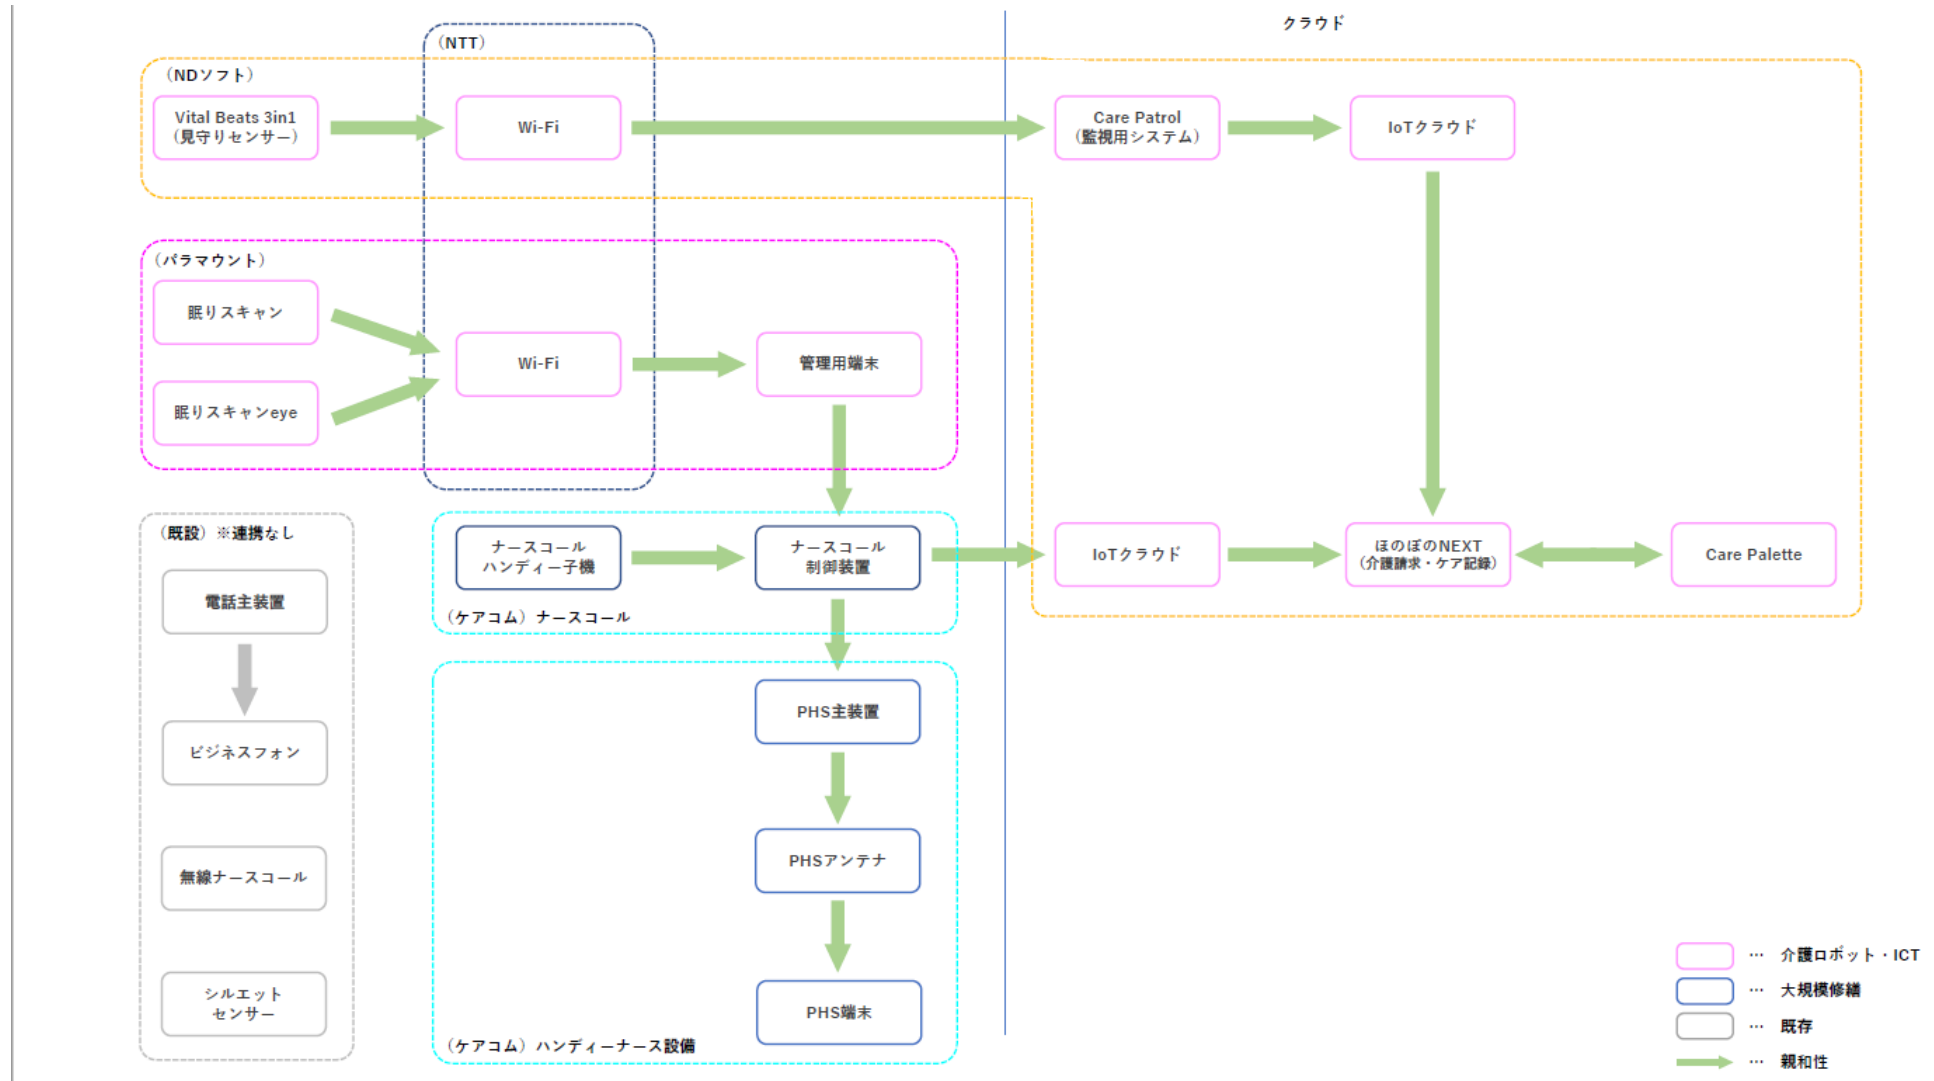 クラウド
（NTT）
（NDソフト）
Vital Beats 3in1
（見守りセンサー）
Wi-Fi
Care Patrol
（監視用システム）
IoTクラウド
（パラマウント）
眠りスキャン
Wi-Fi
管理用端末
眠りスキャンeye
（既設）※連携なし
電話主装置
ビジネスフォン
無線ナースコール
シルエット
センサー
ナースコール
ハンディー子機
ナースコール
制御装置
（ケアコム）ナースコール
IoTクラウド
ほのぼのNEXT
（介護請求・ケア記録）
Care Palette
PHS主装置
PHSアンテナ
PHS端末
（ケアコム）ハンディーナース設備
… 介護ロボット・ICT
… 大規模修繕
… 既存
… 親和性